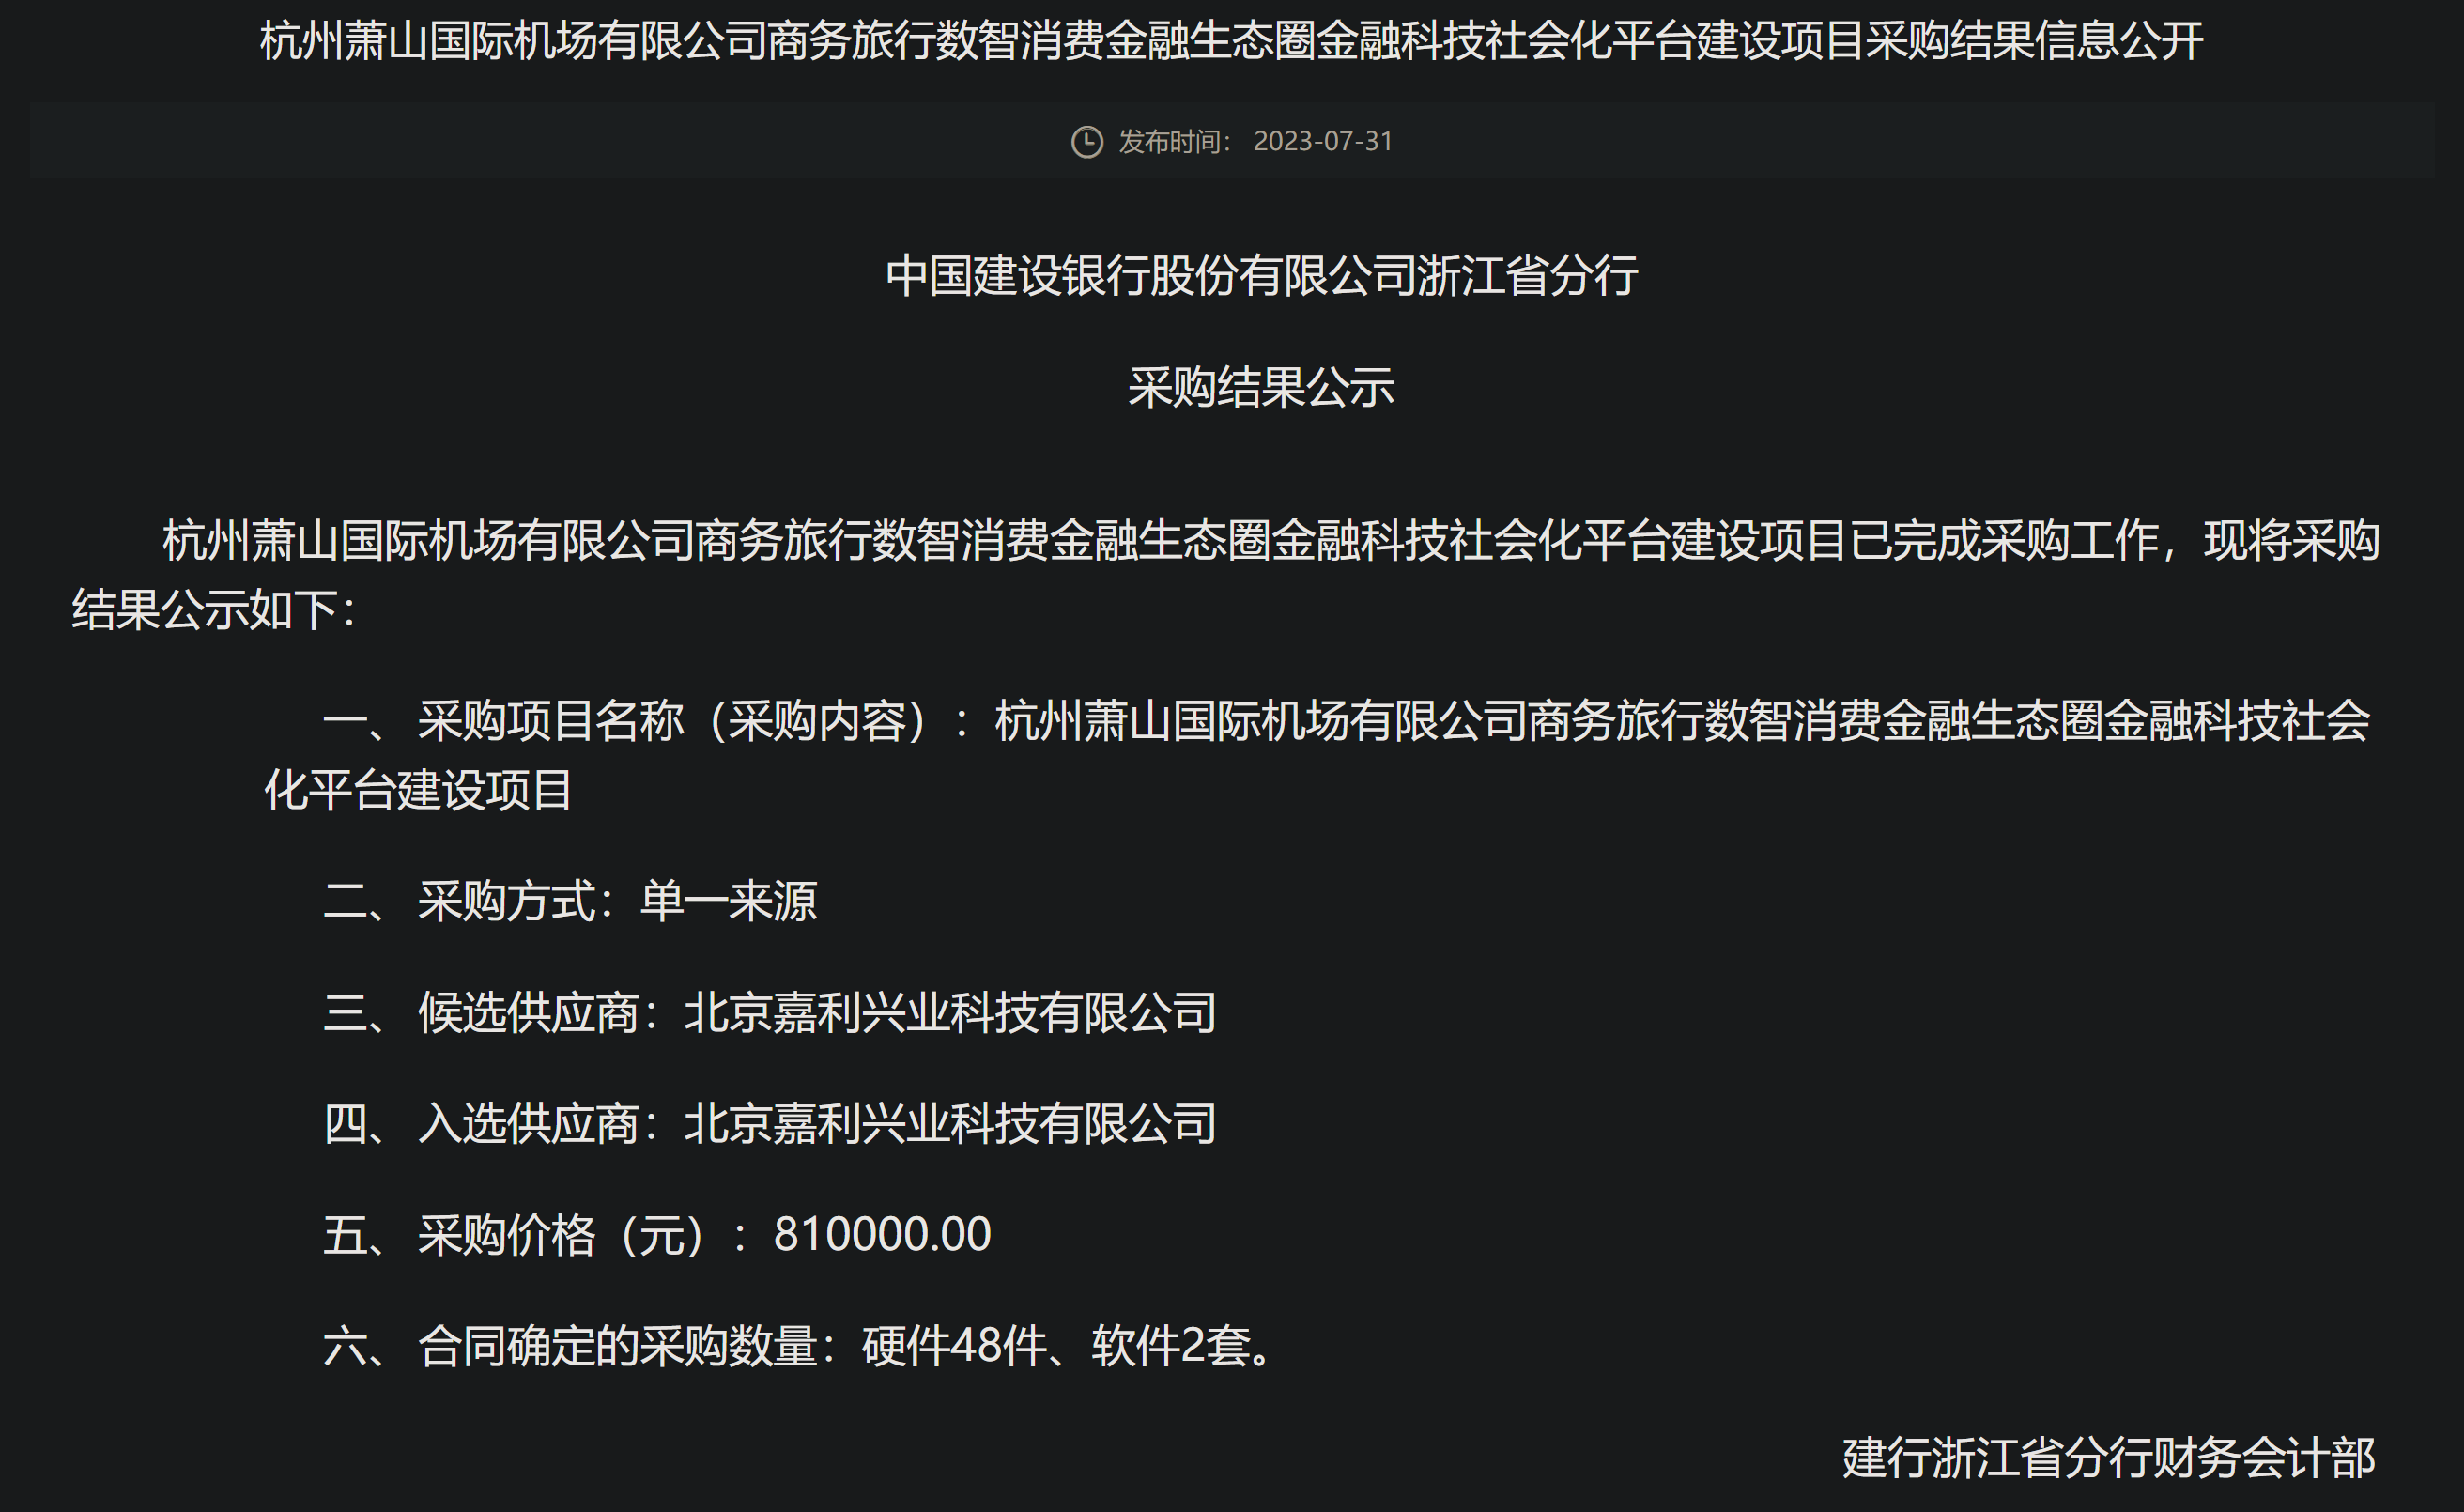 杭州萧山国际机场有限公司商务旅行数智消费金融生态圈金融科技社会化平台建设项目采购结果信息公开
发布时间： 2023-07-31
中国建设银行股份有限公司浙江省分行
采购结果公示
杭州萧山国际机场有限公司商务旅行数智消费金融生态圈金融科技社会化平台建设项目已完成采购工作，现将采购
结果公示如下：
一、 采购项目名称（采购内容）：杭州萧山国际机场有限公司商务旅行数智消费金融生态圈金融科技社会
化平台建设项目
二、 采购方式：单一来源
三、 候选供应商：北京嘉利兴业科技有限公司
四、 入选供应商：北京嘉利兴业科技有限公司
五、 采购价格（元）：810000.00
六、 合同确定的采购数量：硬件48件、软件2套。
建行浙江省分行财务会计部